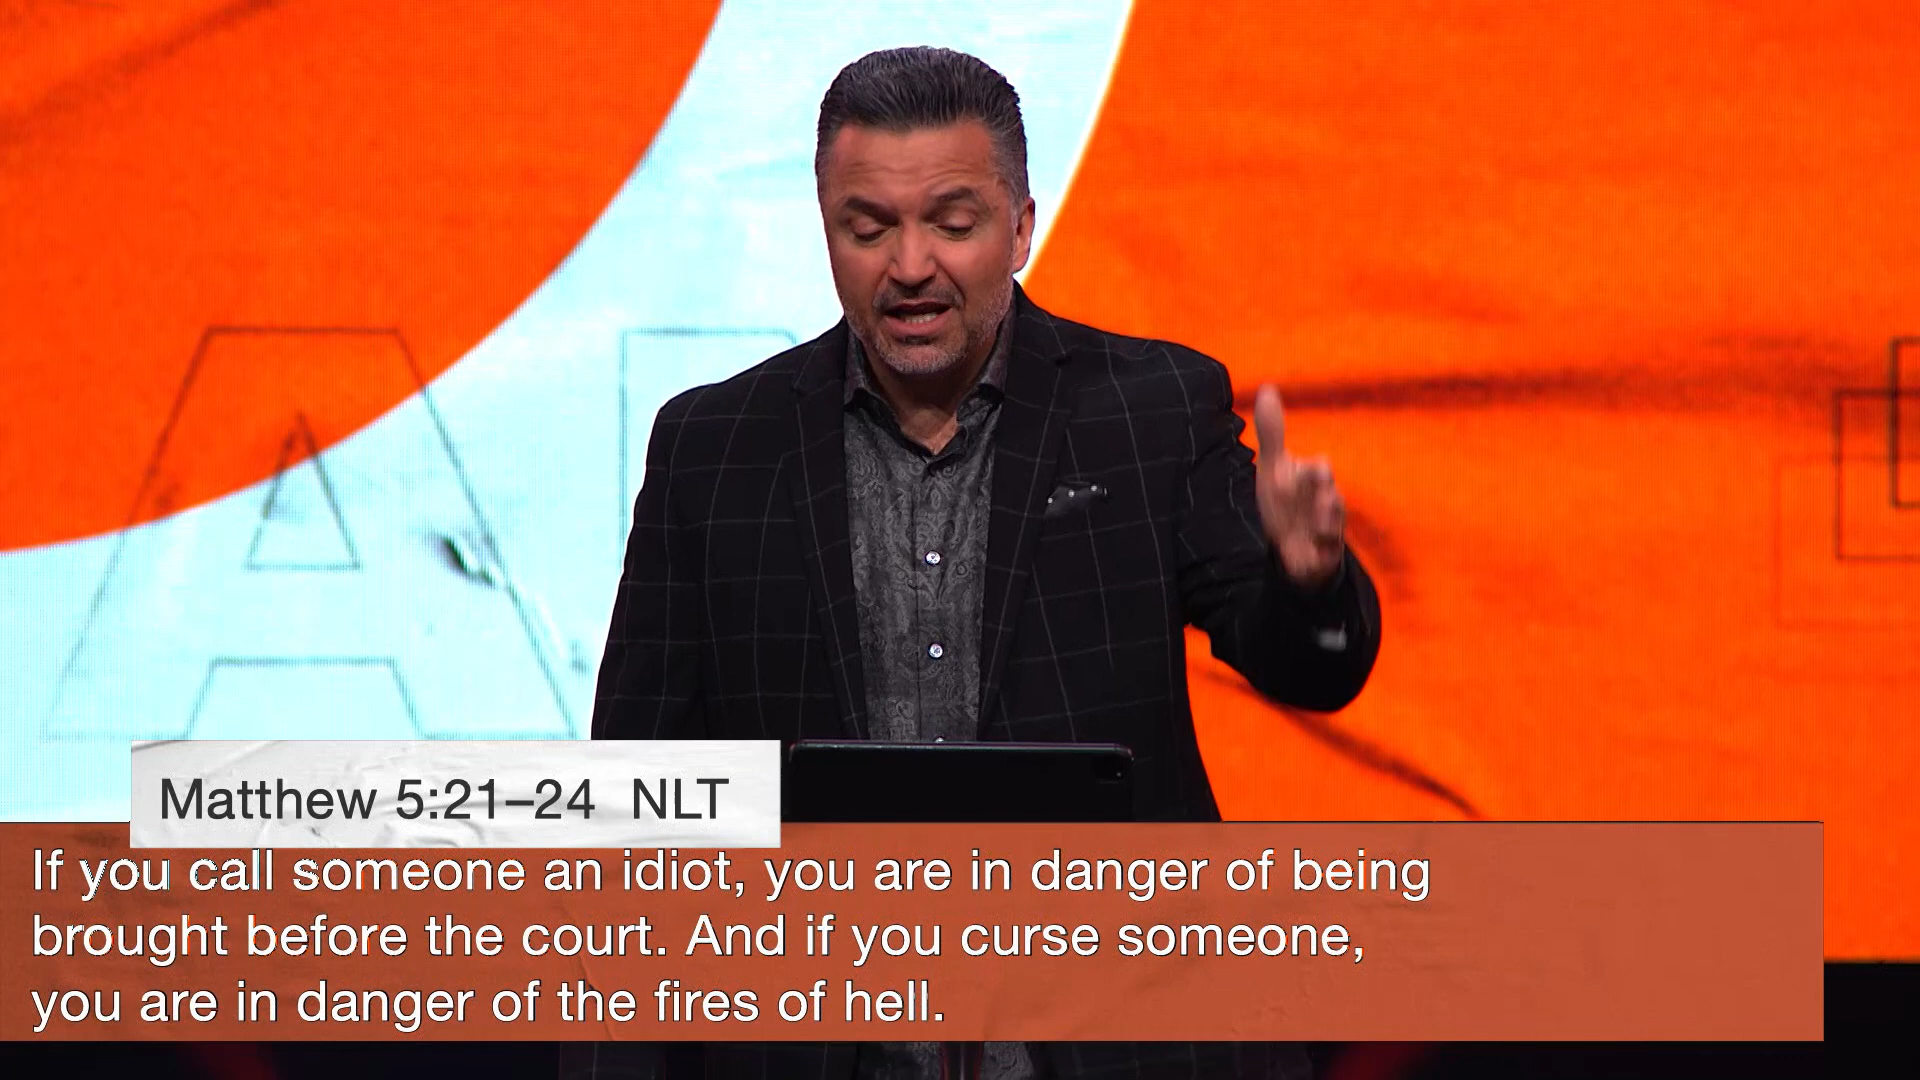 Matthew 5:21–24 NLT
If you call someone an idiot, you are in danger of being
brought before the court. And if you curse someone,
you are in danger of the fires of hell.